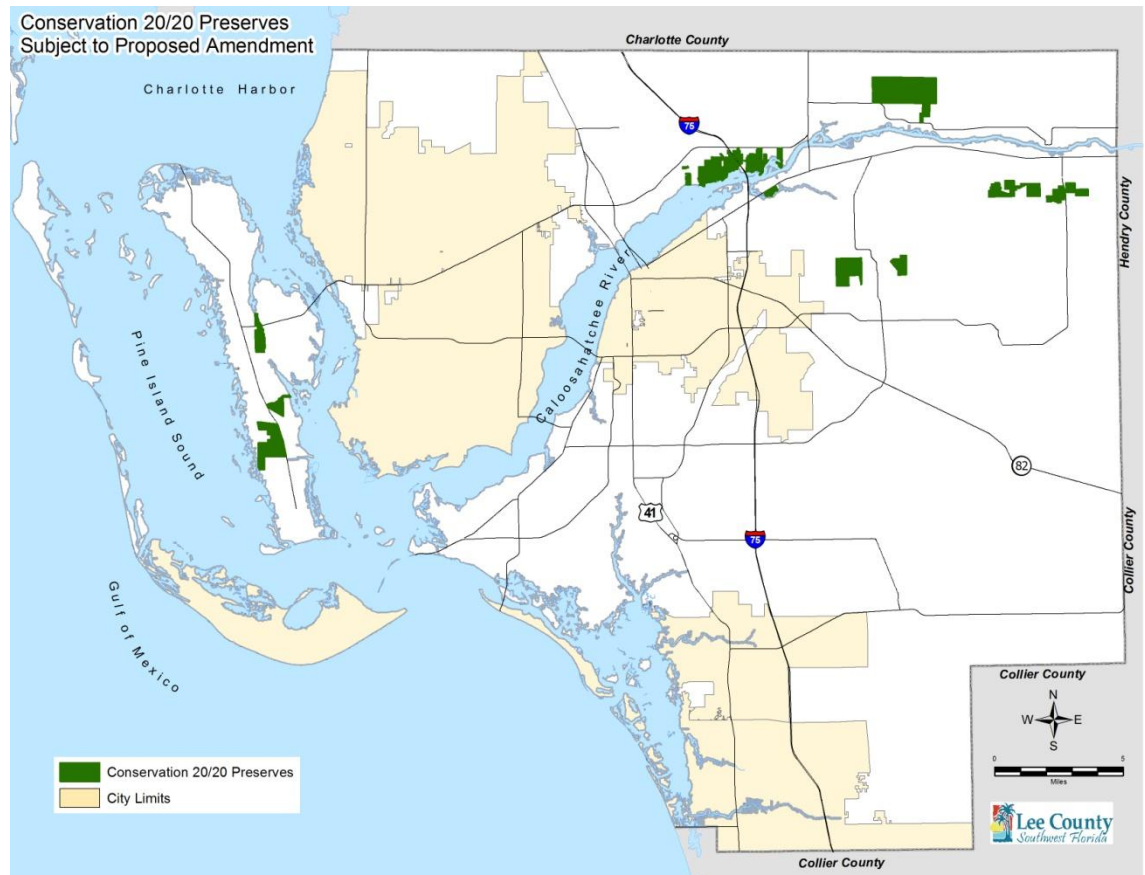 Conservation 20/20 Preserves
Subject to Proposed Amendment
Charlotte County
Charlotte Harbor
75
Hendry County
Caloosahatchee River
Pine Island Sound
82
41
75
Collier County
Gulf of Mexico
Collier County
N
W E
S
0 5
Miles
Conservation 20/20 Preserves
City Limits
Lee County
Southwest Florida
Collier County